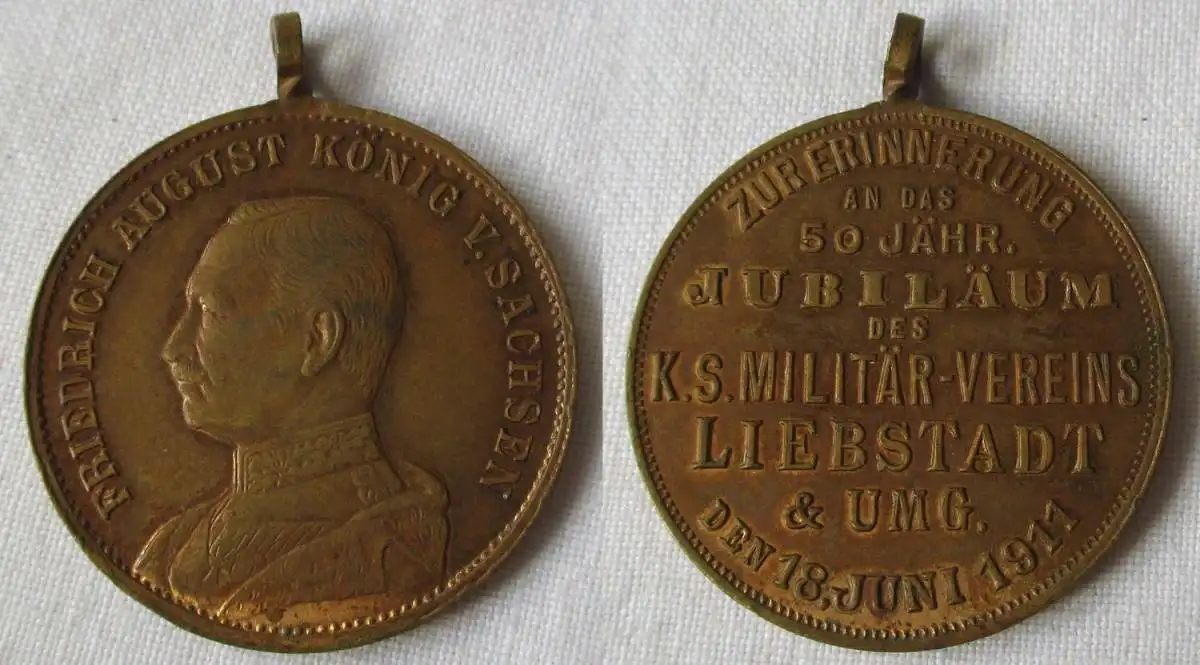 FRIEDRICH AUGUST KÖNIG V. SACHSEN
ZUR ERINNERUNG
AN DAS
50 JÄHR.
JUBILÄUM
DES
K.S. MILITÄR-VEREINS
LIEBSTADT
& UMG.
DEN 18. JUNI 1911